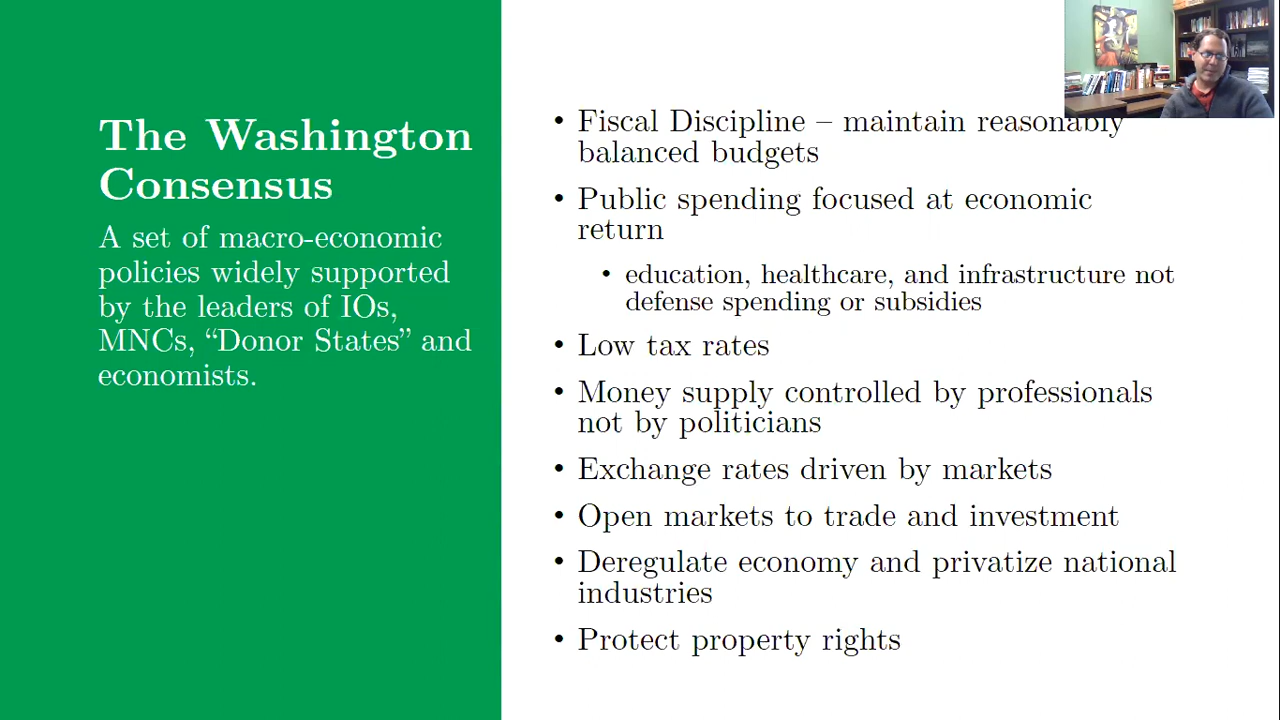 The Washington
Consensus
A set of macro-economic
policies widely supported
by the leaders of IOs,
MNCs, “Donor States” and
economists.
• Fiscal Discipline – maintain reasonably
balanced budgets
• Public spending focused at economic
return
• education, healthcare, and infrastructure not
defense spending or subsidies
• Low tax rates
• Money supply controlled by professionals
not by politicians
• Exchange rates driven by markets
• Open markets to trade and investment
• Deregulate economy and privatize national
industries
• Protect property rights